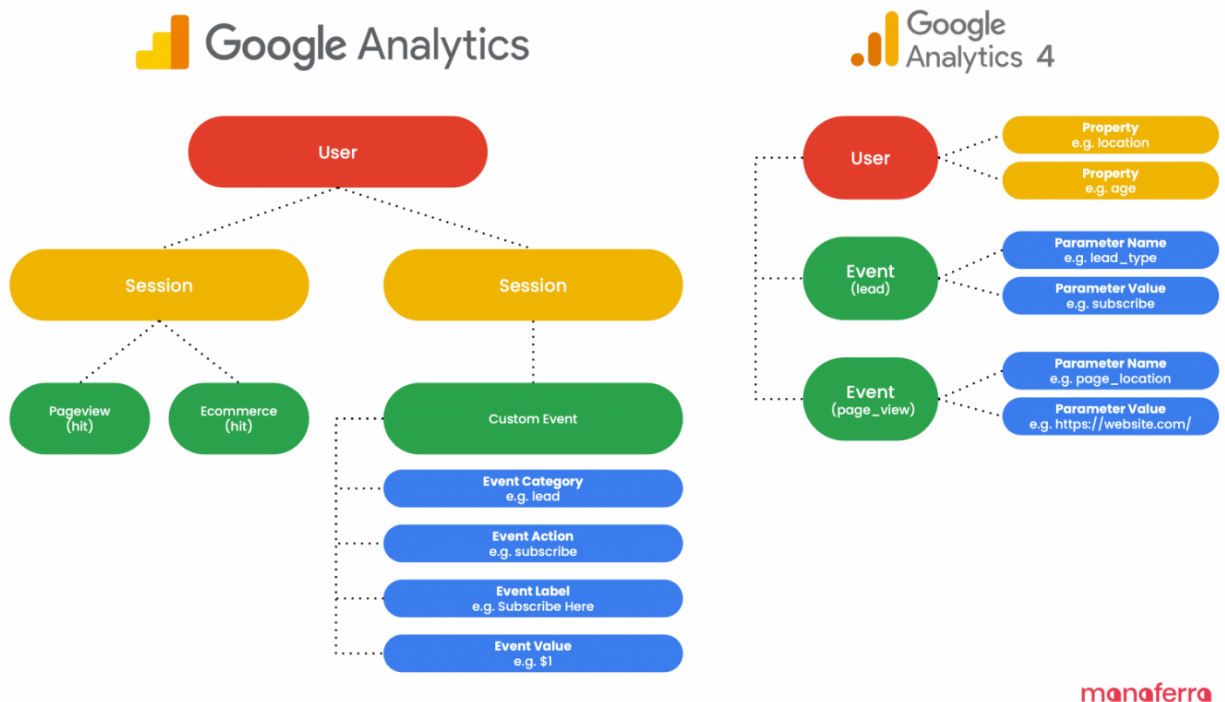 Google Analytics
User
Session
Session
Pageview
(hit)
Ecommerce
(hit)
Custom Event
Event Category
e.g. lead
Event Action
e.g. subscribe
Event Label
e.g. Subscribe Here
Event Value
e.g. $1
Google
Analytics 4
User
Property
e.g. location
Property
e.g. age
Event
(lead)
Parameter Name
e.g. lead_type
Parameter Value
e.g. subscribe
Event
(page_view)
Parameter Name
e.g. page_location
Parameter Value
e.g. https://website.com/
manaferra